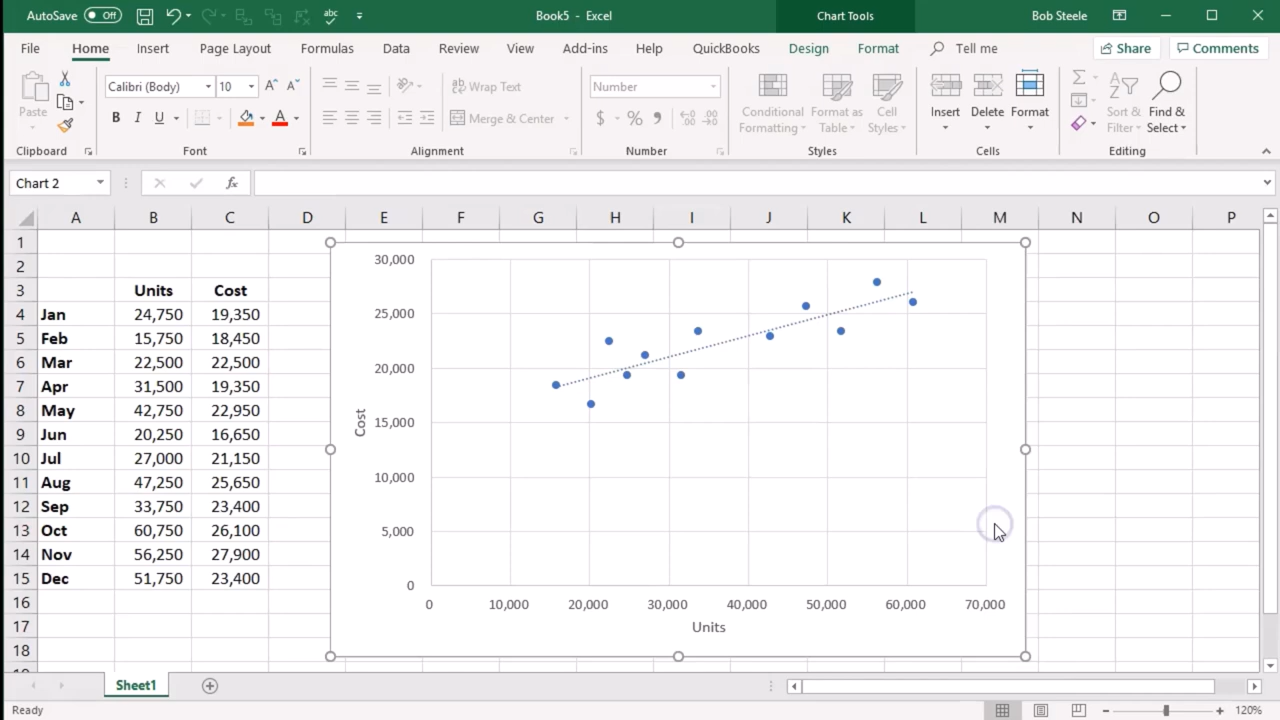 AutoSave Off Book5 - Excel Chart Tools Bob Steele
File Home Insert Page Layout Formulas Data Review View Add-ins Help QuickBooks Design Format Tell me Share Comments
Calibri (Body) 10 Wrap Text Number
Paste B I U A Merge & Center $ % Conditional Formatting Format as Table Cell Styles Insert Delete Format Sort & Filter Find & Select
Clipboard Font Alignment Number Styles Cells Editing
Chart 2 fx
A B C D E F G H I J K L M N O P
1
2
3 Units Cost
4 Jan 24,750 19,350
5 Feb 15,750 18,450
6 Mar 22,500 22,500
7 Apr 31,500 19,350
8 May 42,750 22,950
9 Jun 20,250 16,650
10 Jul 27,000 21,150
11 Aug 47,250 25,650
12 Sep 33,750 23,400
13 Oct 60,750 26,100
14 Nov 56,250 27,900
15 Dec 51,750 23,400
16
17
18
30,000
25,000
20,000
15,000
10,000
5,000
0
Cost
0 10,000 20,000 30,000 40,000 50,000 60,000 70,000
Units
Sheet1
Ready 120%